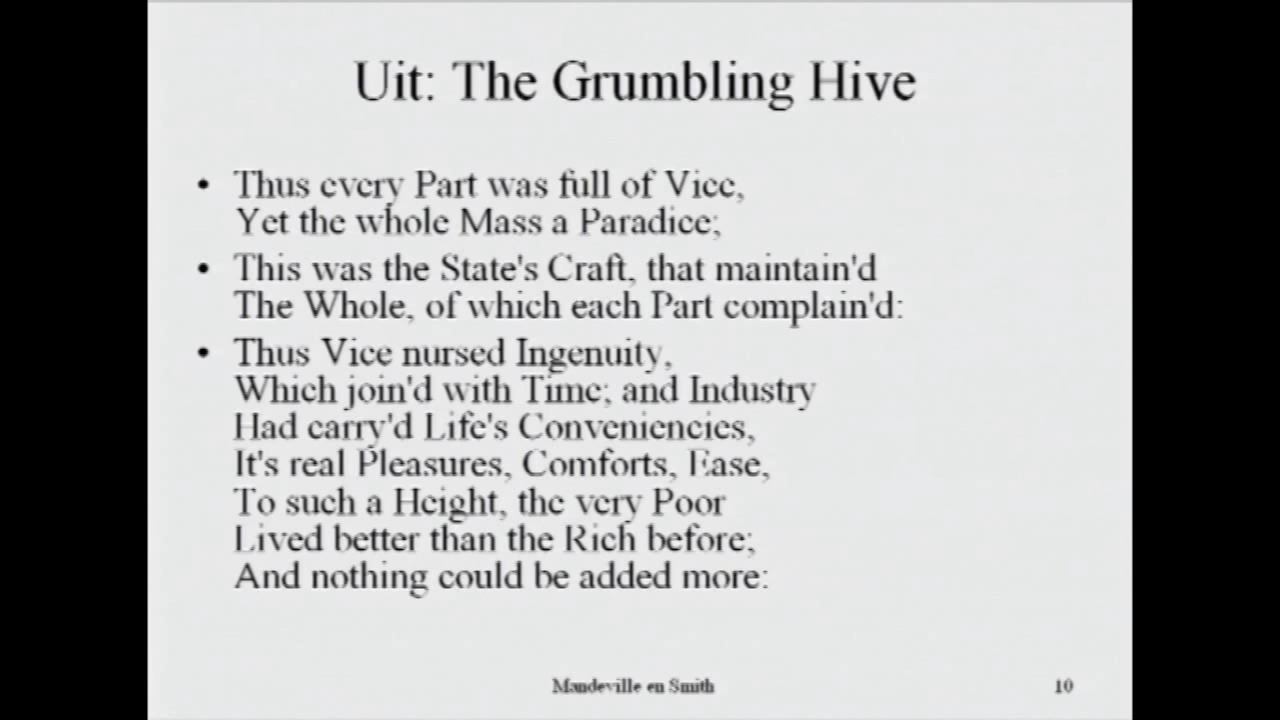 Uit: The Grumbling Hive
• Thus every Part was full of Vice,
Yet the whole Mass a Paradice;
• This was the State's Craft, that maintain'd
The Whole, of which each Part complain'd:
• Thus Vice nursed Ingenuity,
Which join'd with Time; and Industry
Had carry'd Life's Conveniencies,
It's real Pleasures, Comforts, Ease,
To such a Height, the very Poor
Lived better than the Rich before;
And nothing could be added more:
Mandeville en Smith
10